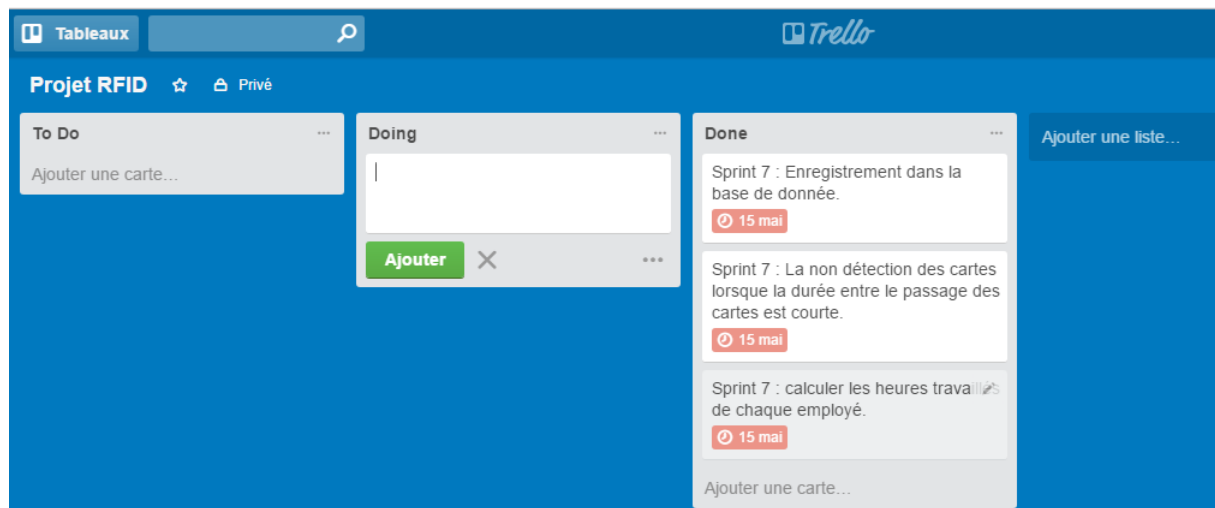 Tableaux
Trello
Projet RFID
Privé
To Do
Ajouter une carte…
Doing
Ajouter
Done
Sprint 7 : Enregistrement dans la
base de donnée.
15 mai
Sprint 7 : La non détection des cartes
lorsque la durée entre le passage des
cartes est courte.
15 mai
Sprint 7 : calculer les heures travaillés
de chaque employé.
15 mai
Ajouter une carte…
Ajouter une liste…